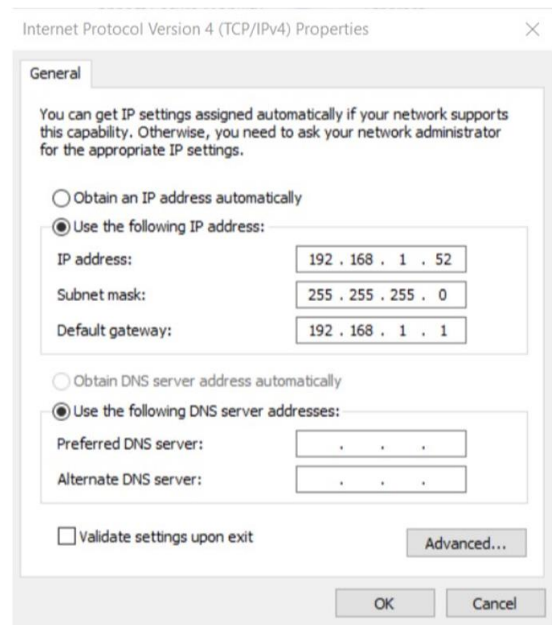 Internet Protocol Version 4 (TCP/IPv4) Properties
General
You can get IP settings assigned automatically if your network supports
this capability. Otherwise, you need to ask your network administrator
for the appropriate IP settings.
Obtain an IP address automatically
Use the following IP address:
IP address: 192 . 168 . 1 . 52
Subnet mask: 255 . 255 . 255 . 0
Default gateway: 192 . 168 . 1 . 1
Obtain DNS server address automatically
Use the following DNS server addresses:
Preferred DNS server: . . .
Alternate DNS server: . . .
Validate settings upon exit
Advanced...
OK Cancel